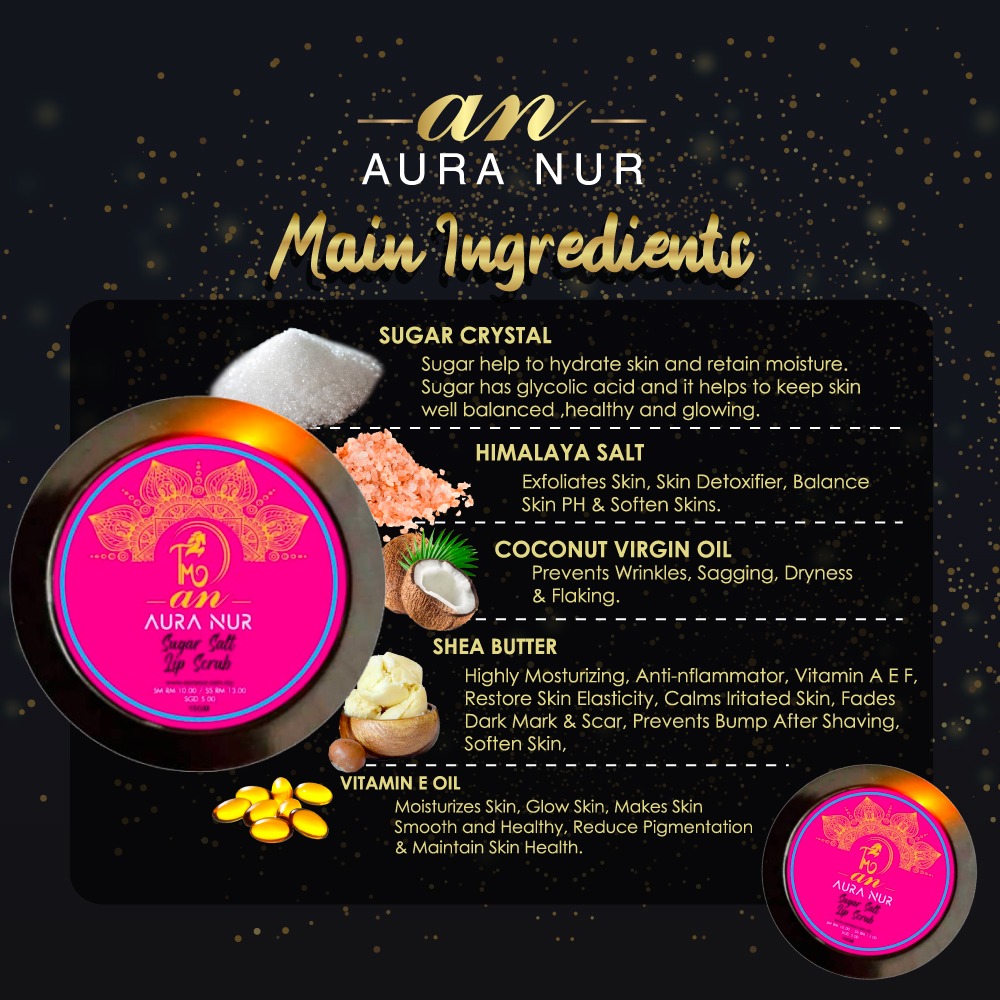 an
AURA NUR
Main Ingredients
SUGAR CRYSTAL
Sugar help to hydrate skin and retain moisture.
Sugar has glycolic acid and it helps to keep skin
well balanced ,healthy and glowing.
HIMALAYA SALT
Exfoliates Skin, Skin Detoxifier, Balance
Skin PH & Soften Skins.
COCONUT VIRGIN OIL
Prevents Wrinkles, Sagging, Dryness
& Flaking.
SHEA BUTTER
Highly Mosturizing, Anti-nflammator, Vitamin A E F,
Restore Skin Elasticity, Calms Irritated Skin, Fades
Dark Mark & Scar, Prevents Bump After Shaving,
Soften Skin,
VITAMIN E OIL
Moisturizes Skin, Glow Skin, Makes Skin
Smooth and Healthy, Reduce Pigmentation
& Maintain Skin Health.
an
AURA NUR
Sugar Salt
Lip Scrub
SM RM 10.00 / SS RM 13.00
SGD 5.00
an
AURA NUR
Sugar Salt
Lip Scrub